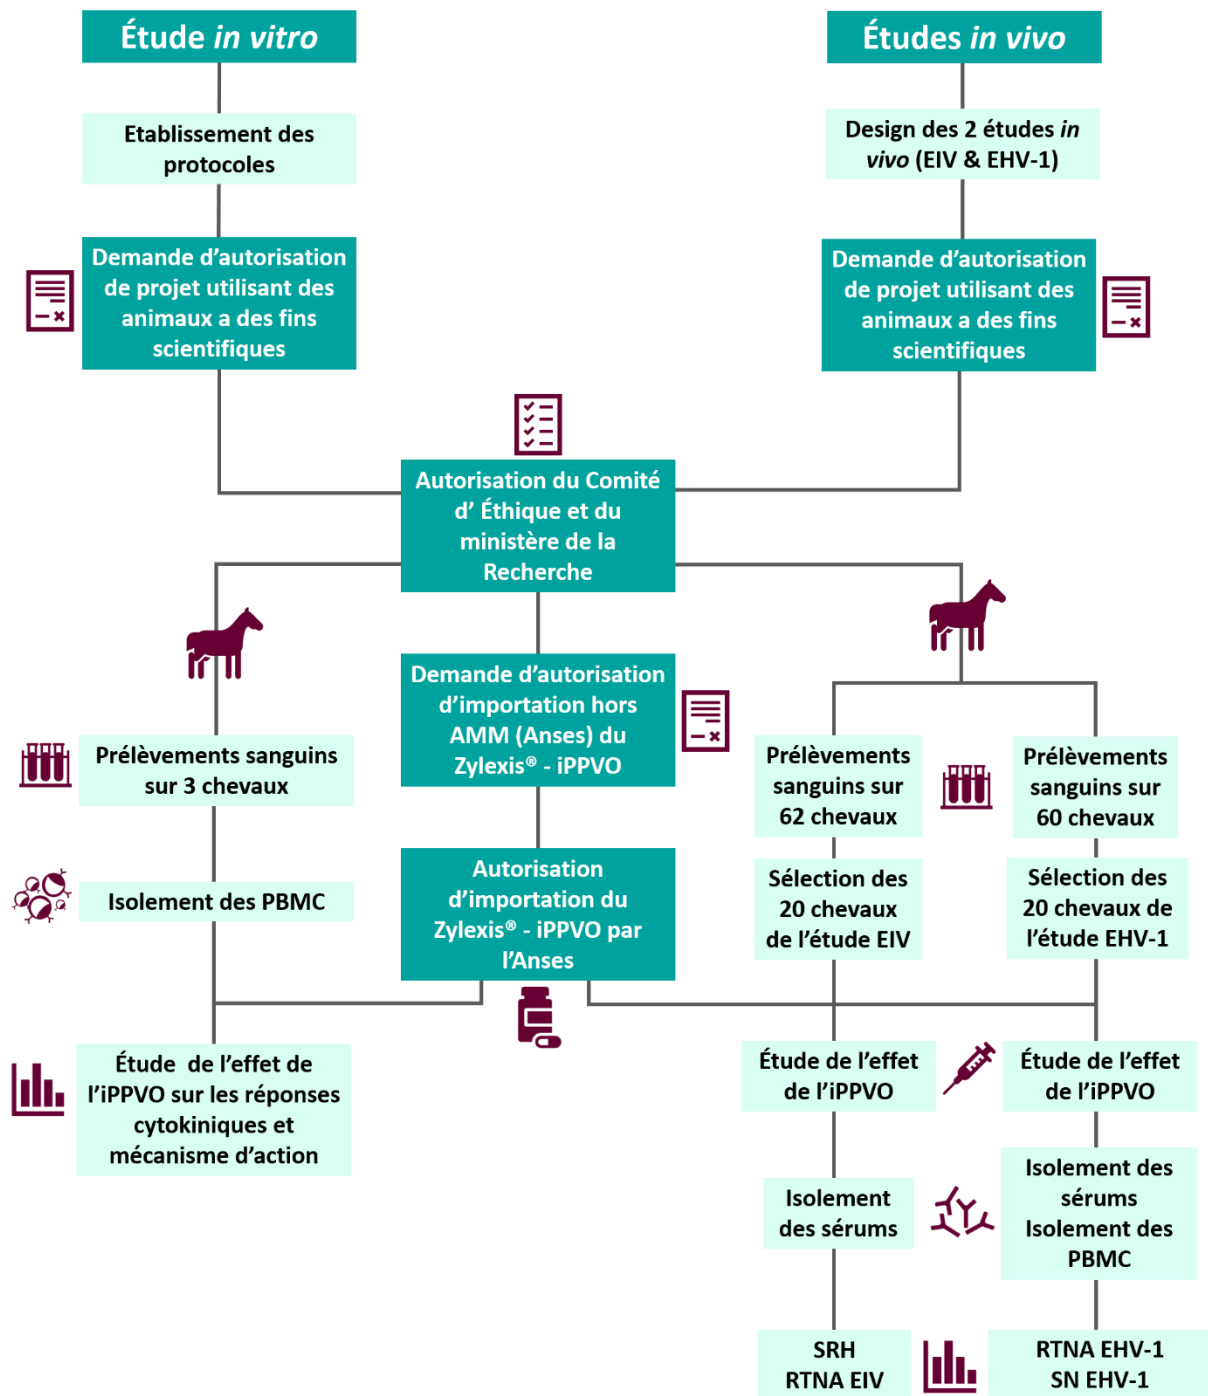 Étude in vitro
Études in vivo
Etablissement des
protocoles
Design des 2 études in
vivo (EIV & EHV-1)
Demande d'autorisation
de projet utilisant des
animaux a des fins
scientifiques
Demande d'autorisation
de projet utilisant des
animaux a des fins
scientifiques
Autorisation du Comité
d' Éthique et du
ministère de la
Recherche
Demande d'autorisation
d'importation hors
AMM (Anses) du
Zylexis® - iPPVO
Prélèvements sanguins
sur 3 chevaux
Prélèvements
sanguins sur
62 chevaux
Prélèvements
sanguins sur
60 chevaux
Isolement des PBMC
Autorisation
d'importation du
Zylexis® - iPPVO par
l'Anses
Sélection des
20 chevaux
de l'étude EIV
Sélection des
20 chevaux de
l'étude EHV-1
Étude de l'effet de
l'iPPVO sur les réponses
cytokiniques et
mécanisme d'action
Étude de l'effet
de l'iPPVO
Étude de l'effet
de l'iPPVO
Isolement
des sérums
Isolement des
sérums
Isolement des
PBMC
SRH
RTNA EIV
RTNA EHV-1
SN EHV-1